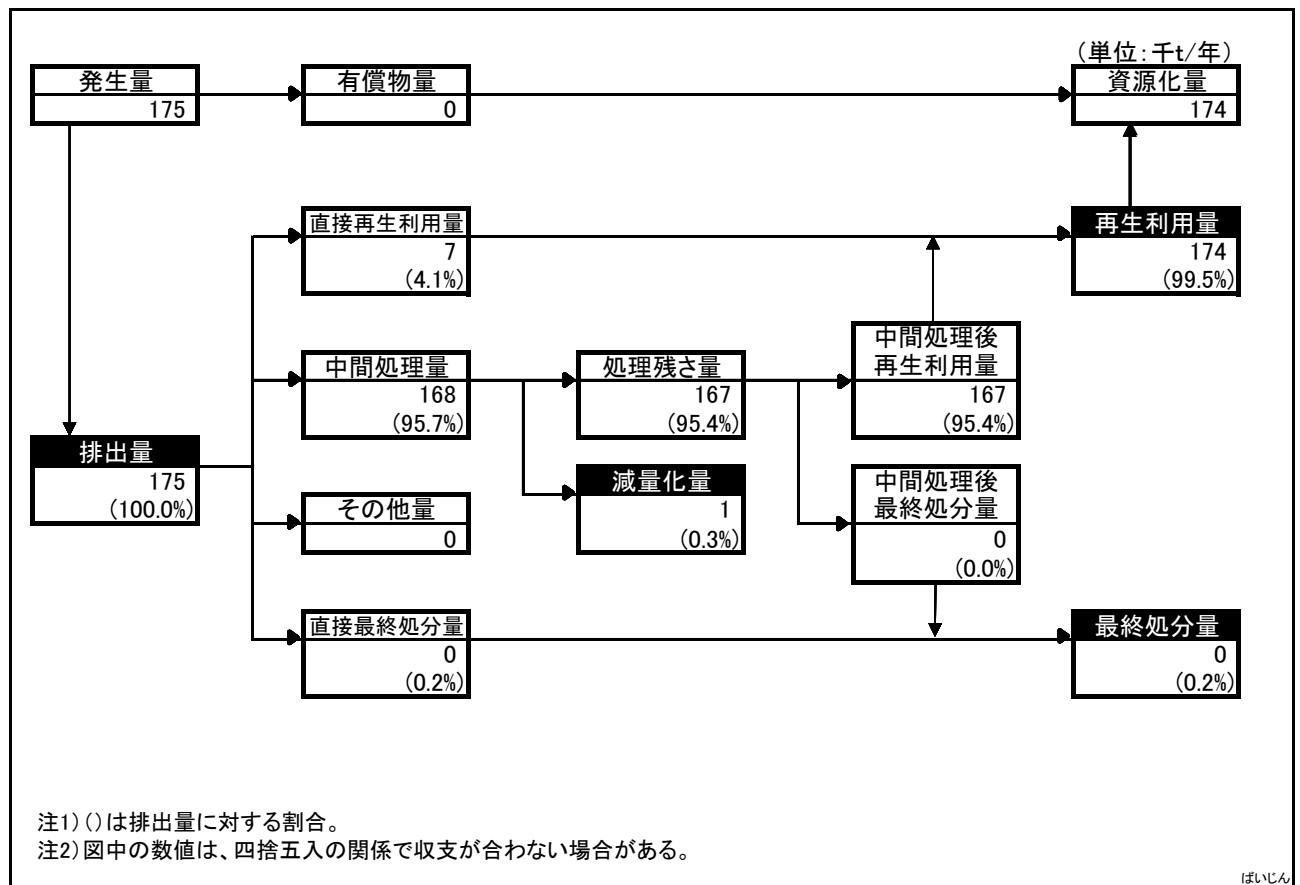 (単位:千t/年)
発生量
175
有償物量
0
資源化量
174
直接再生利用量
7
(4.1%)
再生利用量
174
(99.5%)
中間処理量
168
(95.7%)
処理残さ量
167
(95.4%)
中間処理後
再生利用量
167
(95.4%)
排出量
175
(100.0%)
減量化量
1
(0.3%)
中間処理後
最終処分量
0
(0.0%)
その他量
0
直接最終処分量
0
(0.2%)
最終処分量
0
(0.2%)
注1)()は排出量に対する割合。
注2)図中の数値は、四捨五入の関係で収支が合わない場合がある。
ばいじん